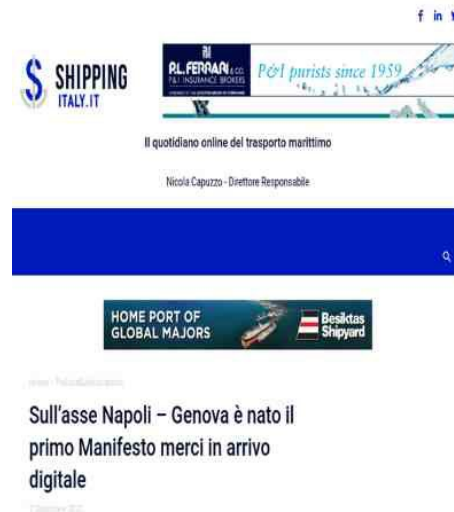 f in
SHIPPING
ITALY.IT
P.L. FERRARI & CO.
P&I INSURANCE BROKERS
P&I purists since 1959
Il quotidiano online del trasporto marittimo
Nicola Capuzzo - Direttore Responsabile
HOME PORT OF
GLOBAL MAJORS
Besiktas
Shipyard
Sull'asse Napoli – Genova è nato il
primo Manifesto merci in arrivo
digitale